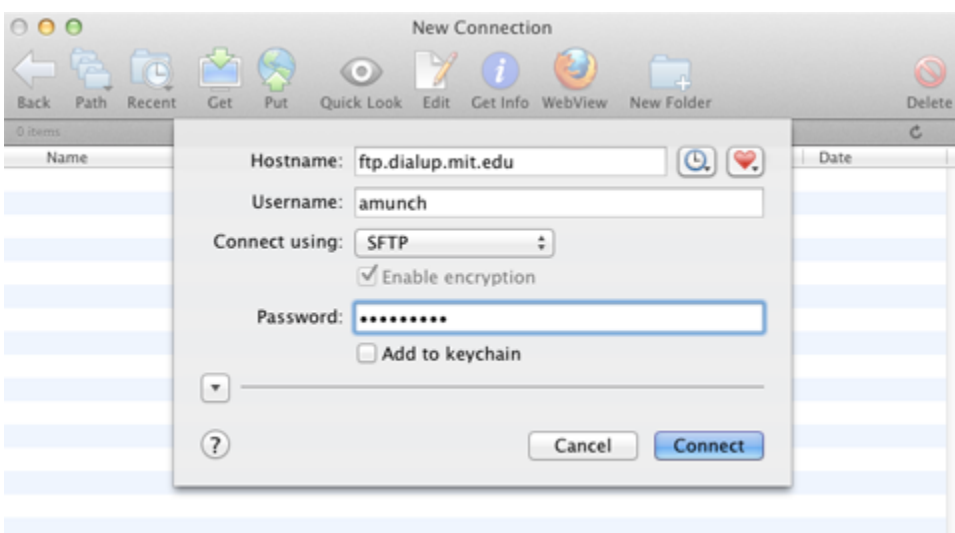 New Connection
Back Path Recent Get Put Quick Look Edit Get Info WebView New Folder Delete
0 items
Name Date
Hostname: ftp.dialup.mit.edu
Username: amunch
Connect using: SFTP
Enable encryption
Password: •••••••••
Add to keychain
? Cancel Connect